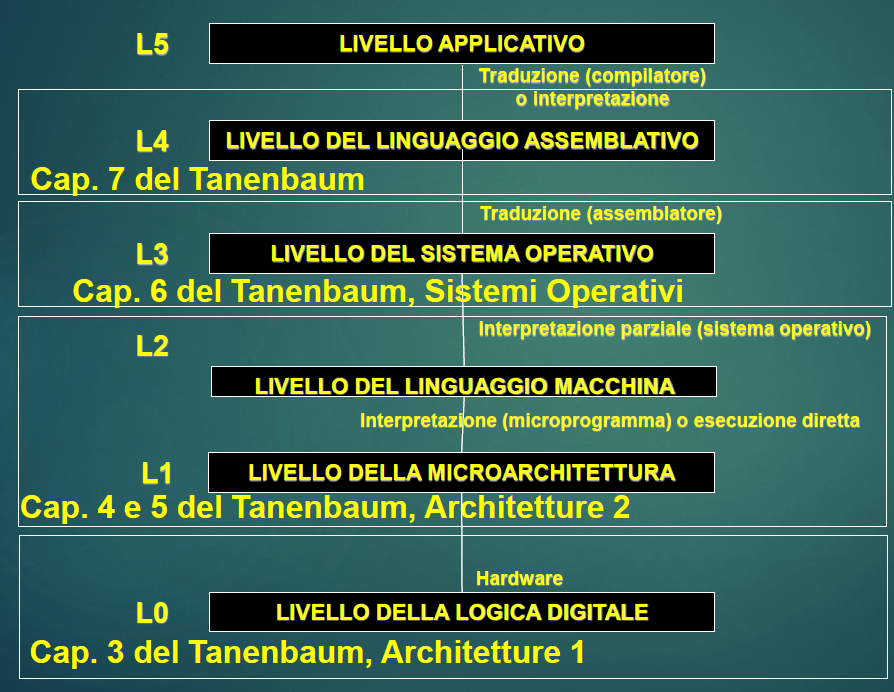 L5 LIVELLO APPLICATIVO
Traduzione (compilatore)
o interpretazione
L4 LIVELLO DEL LINGUAGGIO ASSEMBLATIVO
Cap. 7 del Tanenbaum
Traduzione (assemblatore)
L3 LIVELLO DEL SISTEMA OPERATIVO
Cap. 6 del Tanenbaum, Sistemi Operativi
Interpretazione parziale (sistema operativo)
L2
LIVELLO DEL LINGUAGGIO MACCHINA
Interpretazione (microprogramma) o esecuzione diretta
L1 LIVELLO DELLA MICROARCHITETTURA
Cap. 4 e 5 del Tanenbaum, Architetture 2
Hardware
L0 LIVELLO DELLA LOGICA DIGITALE
Cap. 3 del Tanenbaum, Architetture 1